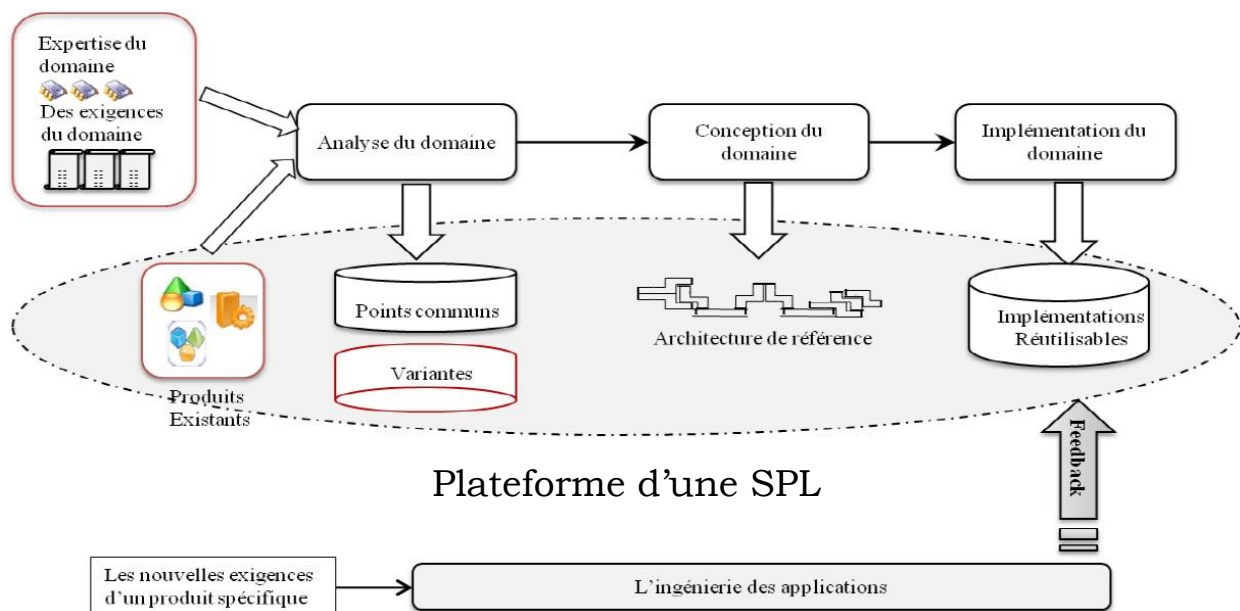 Expertise du
domaine
Des exigences
du domaine
Analyse du domaine
Conception du
domaine
Implémentation du
domaine
Produits
Existants
Points communs
Variantes
Architecture de référence
Implémentations
Réutilisables
Feedback
Plateforme d'une SPL
Les nouvelles exigences
d'un produit spécifique
L'ingénierie des applications